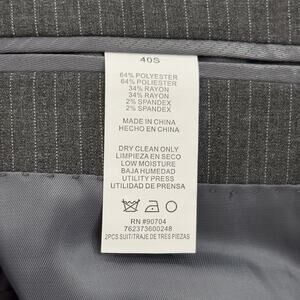 40S
64% POLYESTER
64% POLIESTER
34% RAYON
34% RAYON
2% SPANDEX
2% SPANDEX
MADE IN CHINA
HECHO EN CHINA
DRY CLEAN ONLY
LIMPIEZA EN SECO
LOW MOISTURE
BAJA HUMEDAD
UTILITY PRESS
UTILIDAD DE PRENSA
RN #90704
762373600248
2PCS SUIT/TRAJE DE TRES PIEZAS